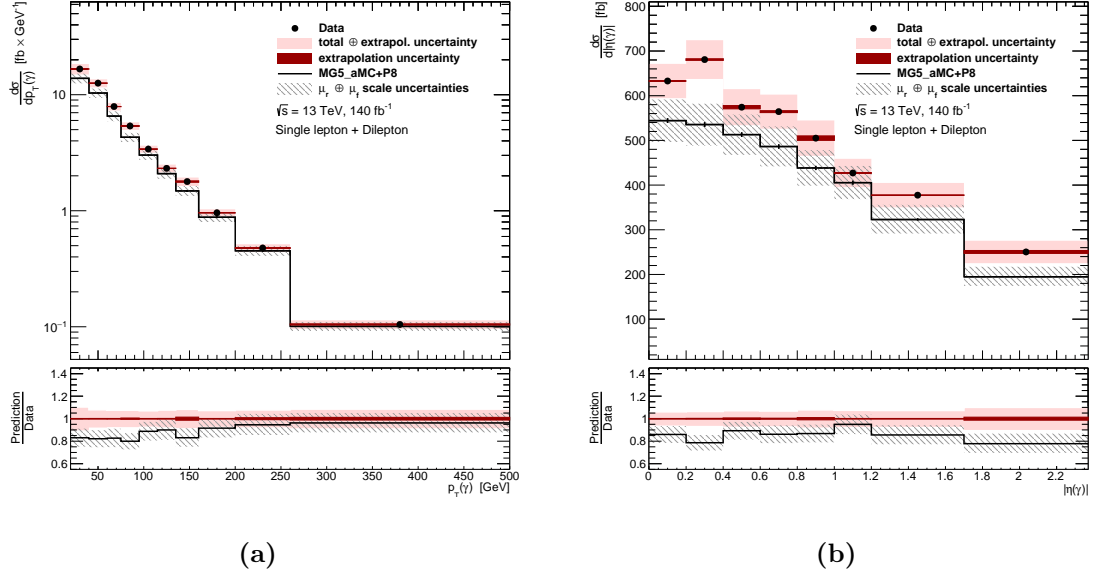 dσ/dp_T(γ) [fb × GeV⁻¹]
Data
total ⊕ extrapol. uncertainty
extrapolation uncertainty
MG5_aMC+P8
μ_r ⊕ μ_f scale uncertainties
√s = 13 TeV, 140 fb⁻¹
Single lepton + Dilepton
10
1
10⁻¹
Prediction/Data
1.4
1.2
1
0.8
0.6
50 100 150 200 250 300 350 400 450 500
p_T(γ) [GeV]
(a)
dσ/d|η(γ)| [fb]
Data
total ⊕ extrapol. uncertainty
extrapolation uncertainty
MG5_aMC+P8
μ_r ⊕ μ_f scale uncertainties
√s = 13 TeV, 140 fb⁻¹
Single lepton + Dilepton
800
700
600
500
400
300
200
100
Prediction/Data
1.4
1.2
1
0.8
0.6
0 0.2 0.4 0.6 0.8 1 1.2 1.4 1.6 1.8 2 2.2
|η(γ)|
(b)